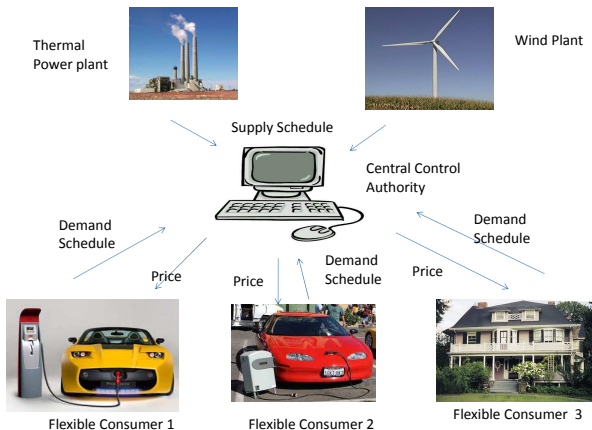 Thermal
Power plant
Wind Plant
Supply Schedule
Central Control
Authority
Demand
Schedule
Price
Price
Demand
Schedule
Price
Demand
Schedule
Flexible Consumer 1
Flexible Consumer 2
Flexible Consumer 3